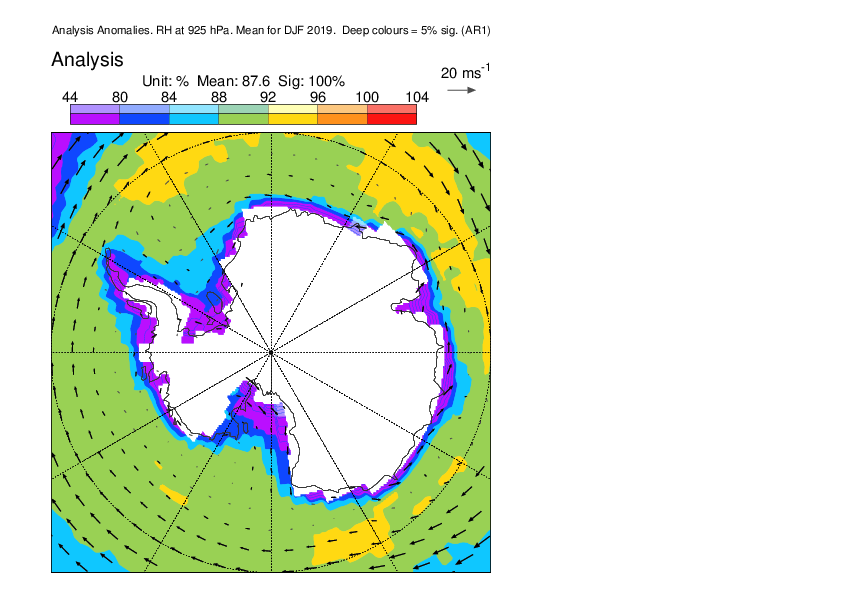 Analysis Anomalies. RH at 925 hPa. Mean for DJF 2019. Deep colours = 5% sig. (AR1)
Analysis
20 ms-1
Unit: % Mean: 87.6 Sig: 100%
44 80 84 88 92 96 100 104